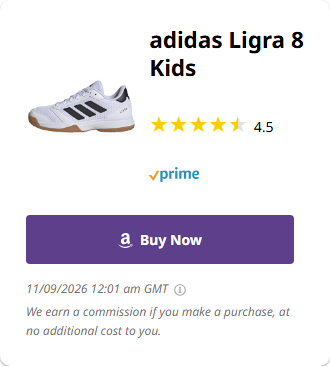 adidas Ligra 8
Kids
4.5
prime
Buy Now
11/09/2026 12:01 am GMT
We earn a commission if you make a purchase, at
no additional cost to you.